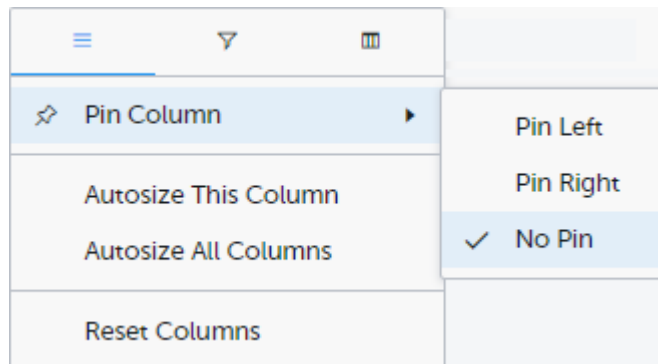 Pin Column
Pin Left
Pin Right
No Pin
Autosize This Column
Autosize All Columns
Reset Columns